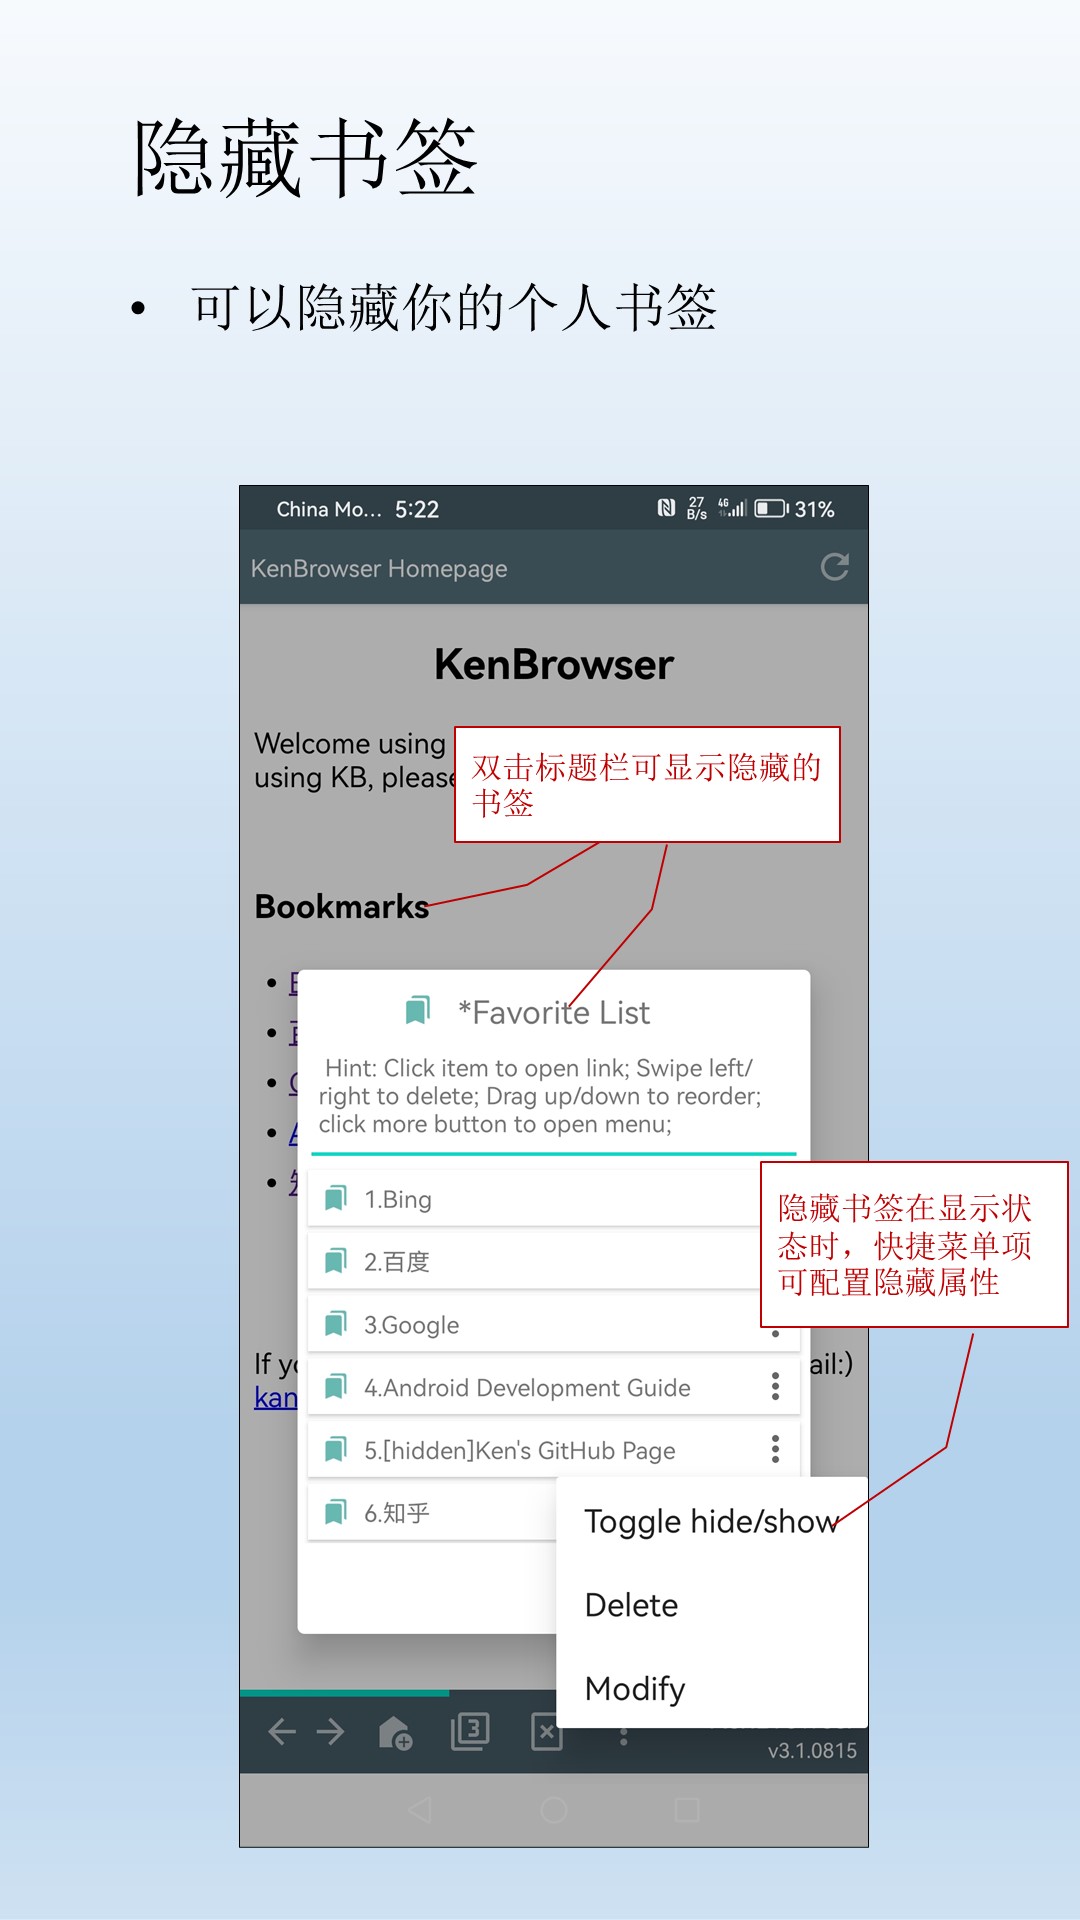 隐藏书签
• 可以隐藏你的个人书签
China Mo... 5:22
27 B/s 4G 31%
KenBrowser Homepage
KenBrowser
Welcome using
using KB, please
双击标题栏可显示隐藏的
书签
Bookmarks
*Favorite List
Hint: Click item to open link; Swipe left/
right to delete; Drag up/down to reorder;
click more button to open menu;
1.Bing
隐藏书签在显示状
态时，快捷菜单项
可配置隐藏属性
2.百度
3.Google
If
ail:)
4.Android Development Guide
kan
5.[hidden]Ken's GitHub Page
6.知乎
Toggle hide/show
Delete
Modify
3
v3.1.0815